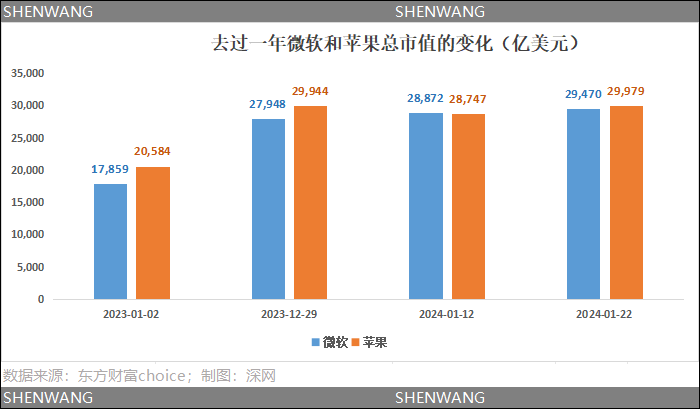 SHENWANG SHENWANG
去过一年微软和苹果总市值的变化（亿美元）
35,000
30,000
25,000
20,000
15,000
10,000
5,000
0
17,859 20,584
27,948 29,944
28,872 28,747
29,470 29,979
2023-01-02 2023-12-29 2024-01-12 2024-01-22
微软 苹果
数据来源：东方财富choice；制图：深网
SHENWANG SHENWANG